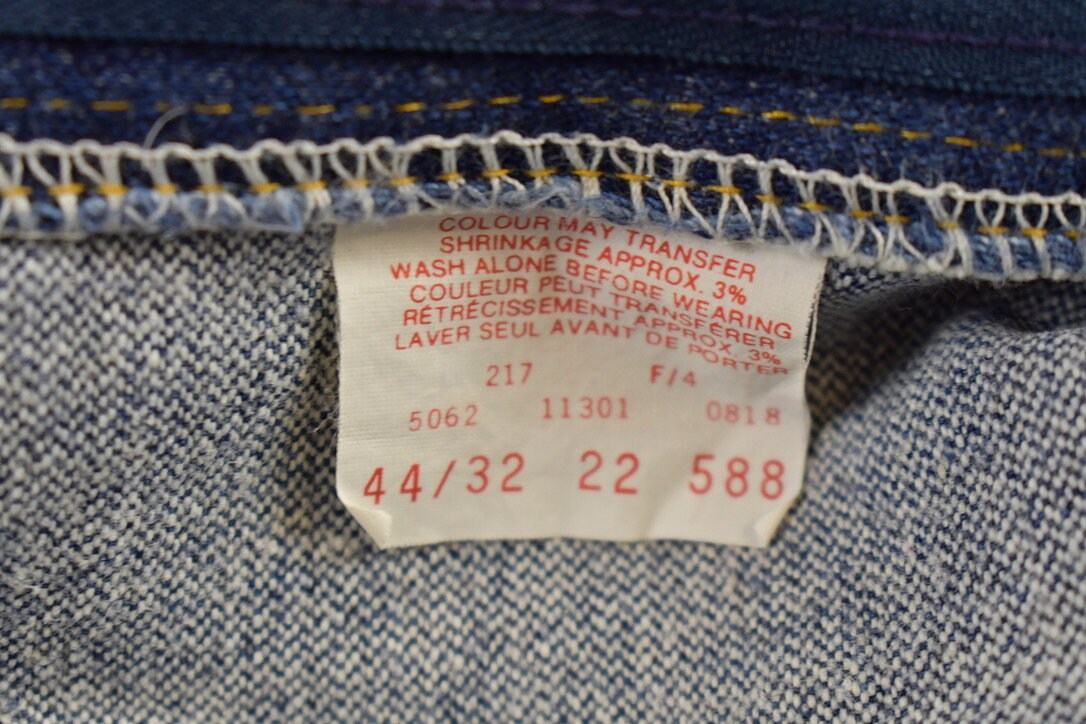 COLOUR MAY TRANSFER
SHRINKAGE APPROX. 3%
WASH ALONE BEFORE WEARING
COULEUR PEUT TRANSFÉRER
RÉTRÉCISSEMENT APPROX. 3%
LAVER SEUL AVANT DE PORTER
217 F/4
5062 11301 0818
44/32 22 588